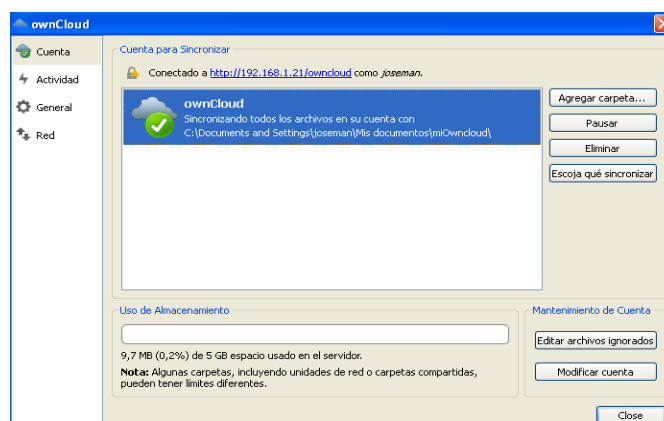 ownCloud
Cuenta
Actividad
General
Red
Cuenta para Sincronizar
Conectado a http://192.168.1.21/owncloud como joseman.
ownCloud
Sincronizando todos los archivos en su cuenta con
C:\Documents and Settings\joseman\Mis documentos\miOwncloud\
Agregar carpeta...
Pausar
Eliminar
Escoja qué sincronizar
Uso de Almacenamiento
9,7 MB (0,2%) de 5 GB espacio usado en el servidor.
Nota: Algunas carpetas, incluyendo unidades de red o carpetas compartidas,
pueden tener límites diferentes.
Mantenimiento de Cuenta
Editar archivos ignorados
Modificar cuenta
Close